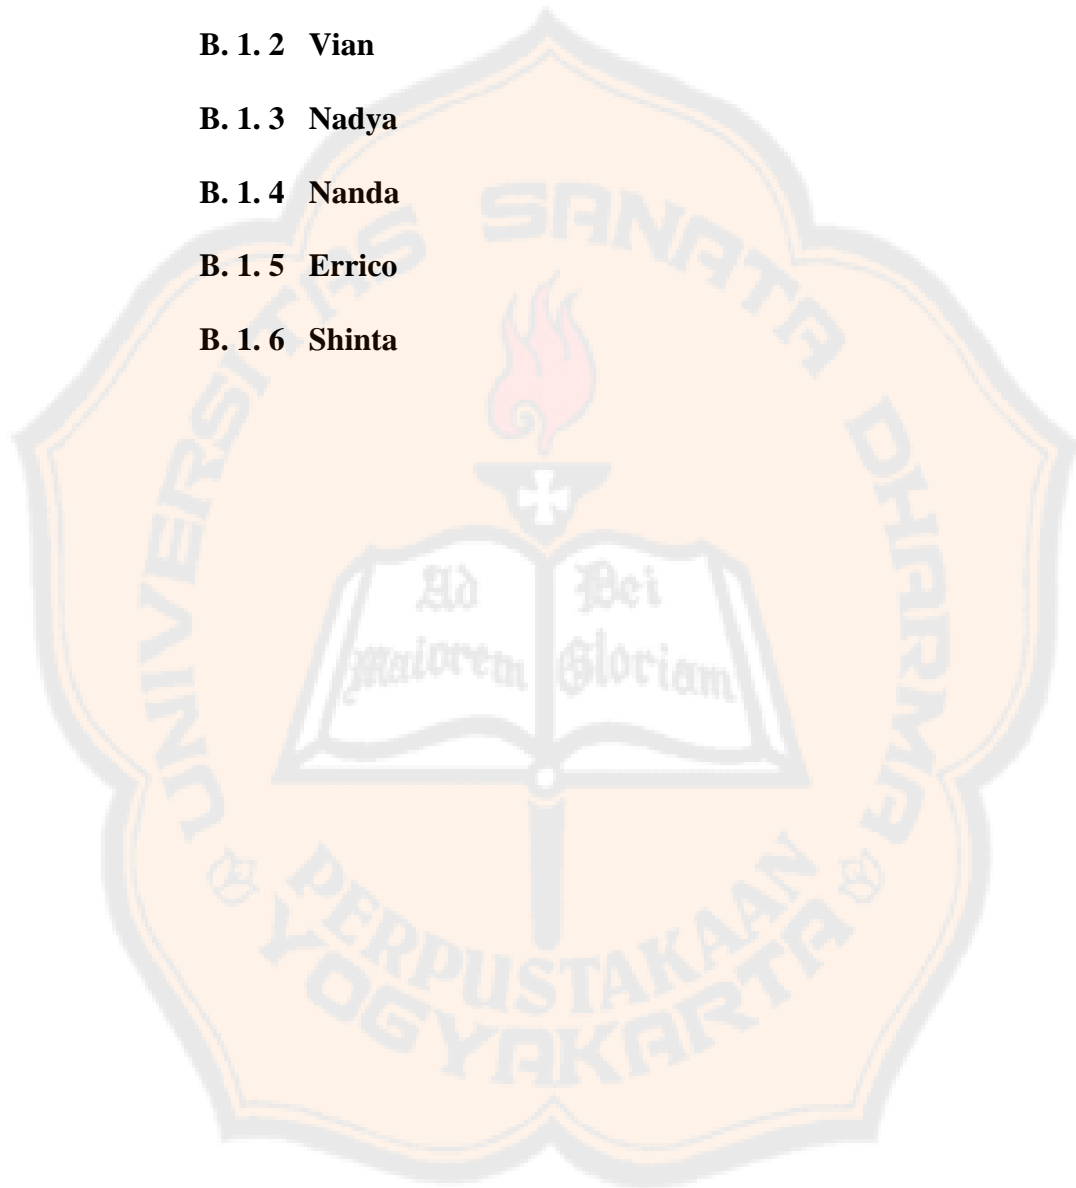 B. 1. 2 Vian
B. 1. 3 Nadya
B. 1. 4 Nanda
B. 1. 5 Errico
B. 1. 6 Shinta
UNIVERSITAS SANATA DHARMA
Ad Dei
Maiorem Gloriam
PERPUSTAKAAN
YOGYAKARTA